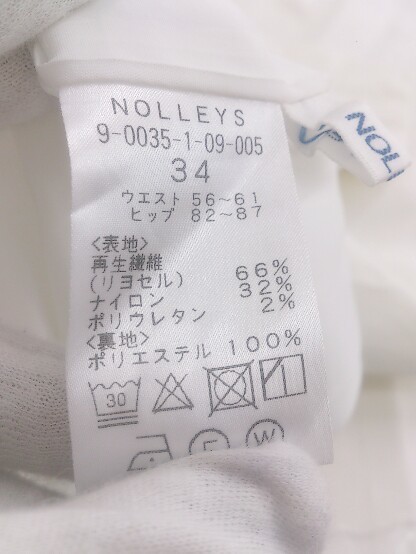 NOLLEYS
9-0035-1-09-005
34
ウエスト 56~61
ヒップ 82~87
<表地>
再生繊維
(リヨセル) 66%
ナイロン 32%
ポリウレタン 2%
<裏地>
ポリエステル 100%
30
F W
NOL